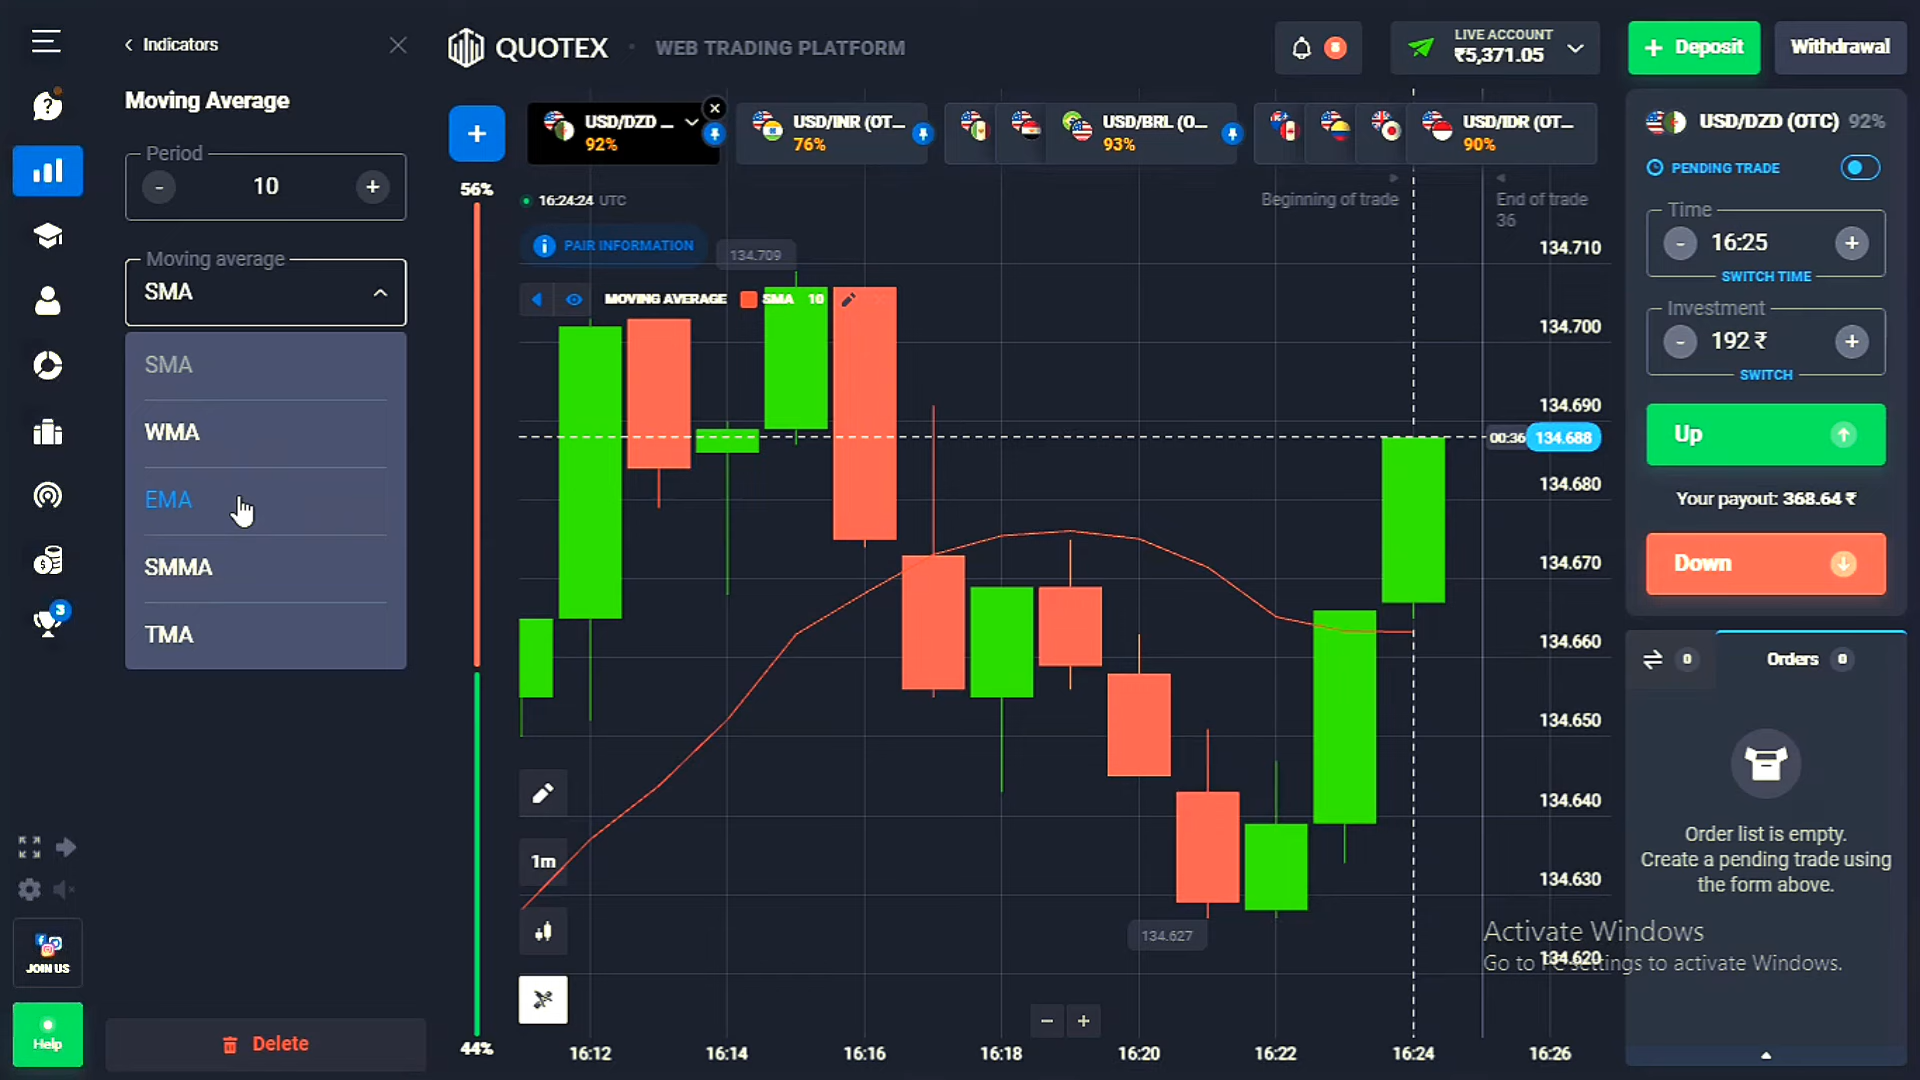 Indicators
Moving Average
Period
- 10 +
Moving average
SMA
SMA
WMA
EMA
SMMA
TMA
Delete
3
JOIN US
Help
QUOTEX
WEB TRADING PLATFORM
LIVE ACCOUNT
₹5,371.05
+ Deposit
Withdrawal
+
USD/DZD ...
92%
USD/INR (OT...
76%
USD/BRL (O...
93%
USD/IDR (OT...
90%
56%
44%
16:24:24 UTC
PAIR INFORMATION
134.709
MOVING AVERAGE SMA 10
Beginning of trade
End of trade
36
134.710
134.700
134.690
00:36 134.688
134.680
134.670
134.660
134.650
134.640
134.630
134.620
134.627
1m
- +
16:12 16:14 16:16 16:18 16:20 16:22 16:24 16:26
USD/DZD (OTC) 92%
PENDING TRADE
Time
- 16:25 +
SWITCH TIME
Investment
- 192 ₹ +
SWITCH
Up
Your payout: 368.64 ₹
Down
0
Orders 0
Order list is empty.
Create a pending trade using
the form above.
Activate Windows
Go to PC settings to activate Windows.